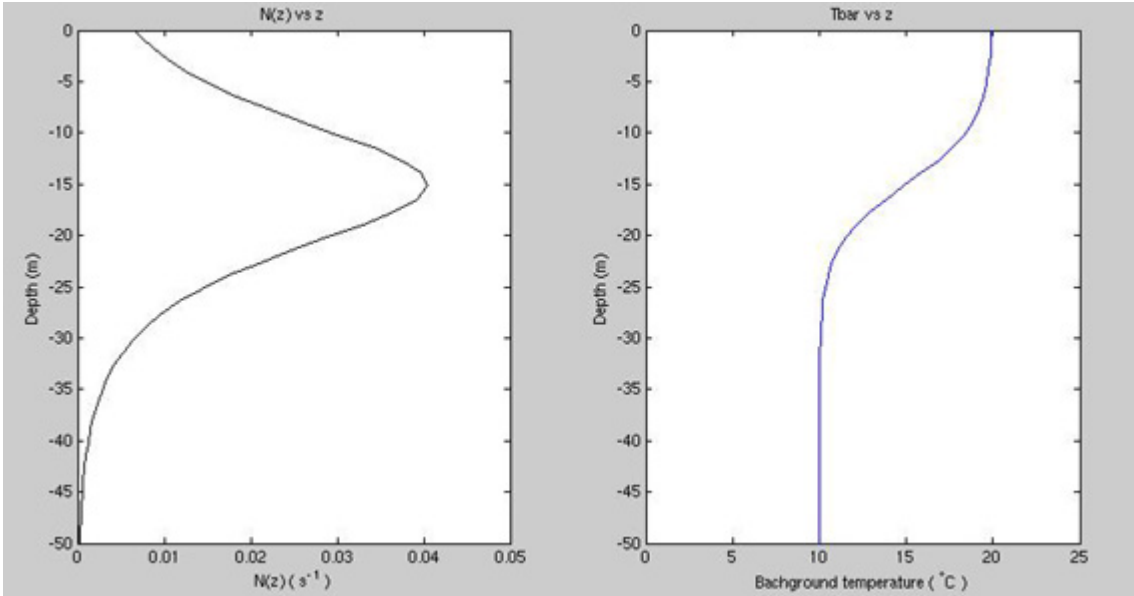 N(z) vs z
0
-5
-10
-15
-20
-25
-30
-35
-40
-45
-50
Depth (m)
0 0.01 0.02 0.03 0.04 0.05
N(z) ( s⁻¹ )
Tbar vs z
0
-5
-10
-15
-20
-25
-30
-35
-40
-45
-50
Depth (m)
0 5 10 15 20 25
Bachground temperature ( °C )